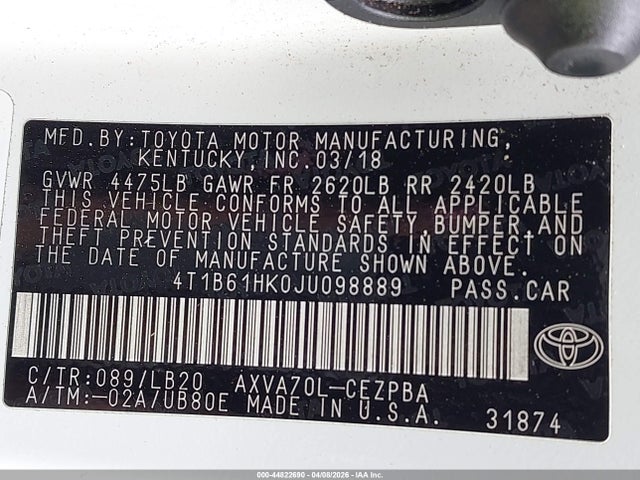 MFD. BY: TOYOTA MOTOR MANUFACTURING,
KENTUCKY, INC. 03/18
GVWR 4475LB GAWR FR 2620LB RR 2420LB
THIS VEHICLE CONFORMS TO ALL APPLICABLE
FEDERAL MOTOR VEHICLE SAFETY, BUMPER, AND
THEFT PREVENTION STANDARDS IN EFFECT ON
THE DATE OF MANUFACTURE SHOWN ABOVE.
4T1B61HK0JU098889 PASS.CAR
C/TR:089/LB20 AXVA70L-CEZPBA
A/TM:-02A/UB80E MADE IN U.S.A. 31874
000-44822690 - 04/08/2026 - IAA Inc.